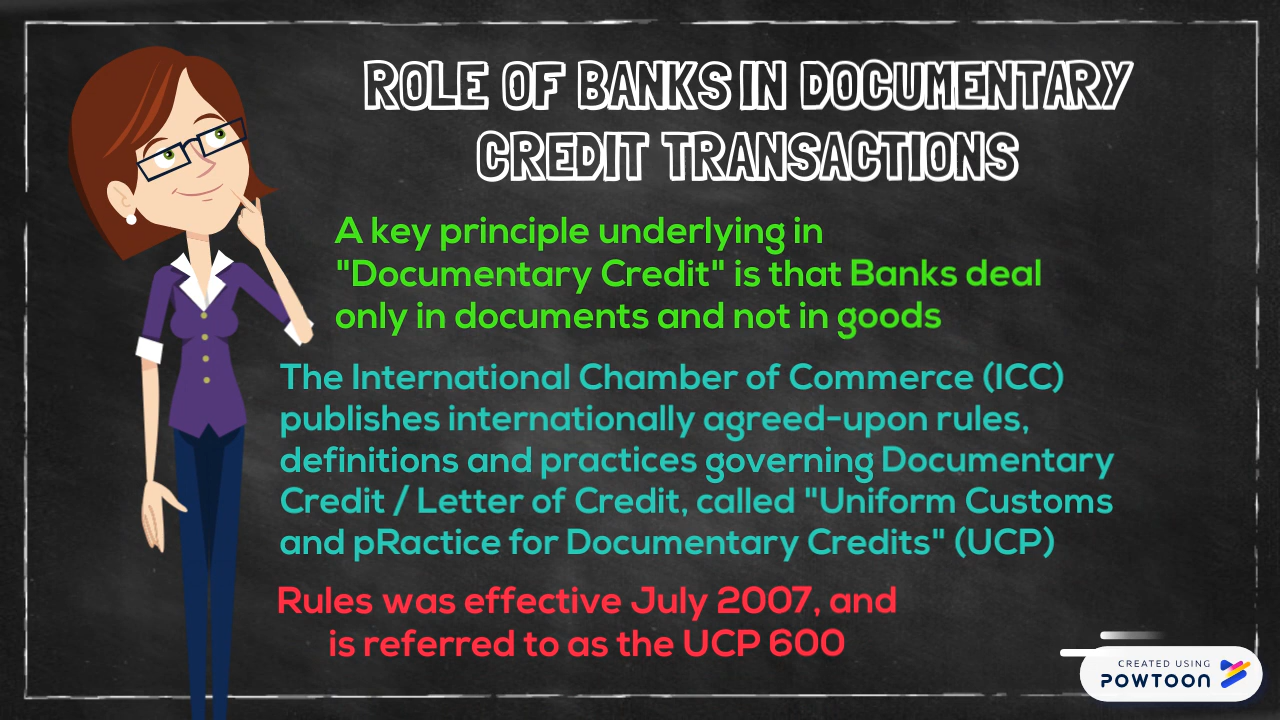 ROLE OF BANKS IN DOCUMENTARY
CREDIT TRANSACTIONS
A key principle underlying in
"Documentary Credit" is that Banks deal
only in documents and not in goods
The International Chamber of Commerce (ICC)
publishes internationally agreed-upon rules,
definitions and practices governing Documentary
Credit / Letter of Credit, called "Uniform Customs
and pRactice for Documentary Credits" (UCP)
Rules was effective July 2007, and
is referred to as the UCP 600
CREATED USING
POWTOON